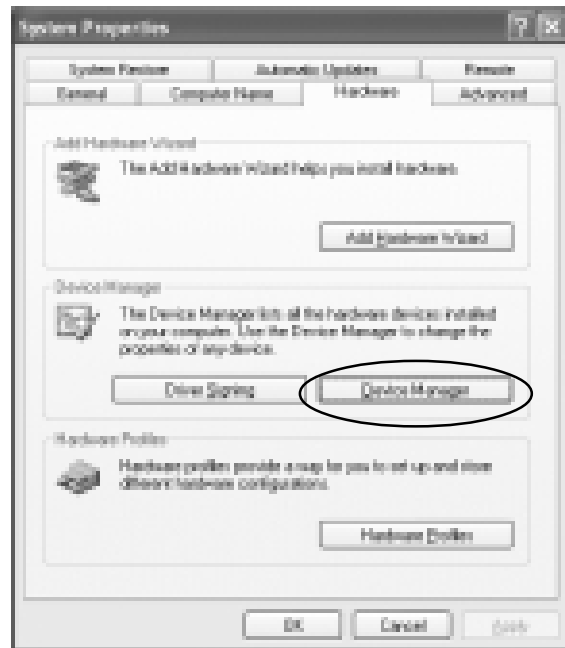 System Properties
System Restore Automatic Updates Remote
General Computer Name Hardware Advanced
Add Hardware Wizard
The Add Hardware Wizard helps you install hardware.
Add Hardware Wizard
Device Manager
The Device Manager lists all the hardware devices installed
on your computer. Use the Device Manager to change the
properties of any device.
Driver Signing Device Manager
Hardware Profiles
Hardware profiles provide a way for you to set up and store
different hardware configurations.
Hardware Profiles
OK Cancel Apply